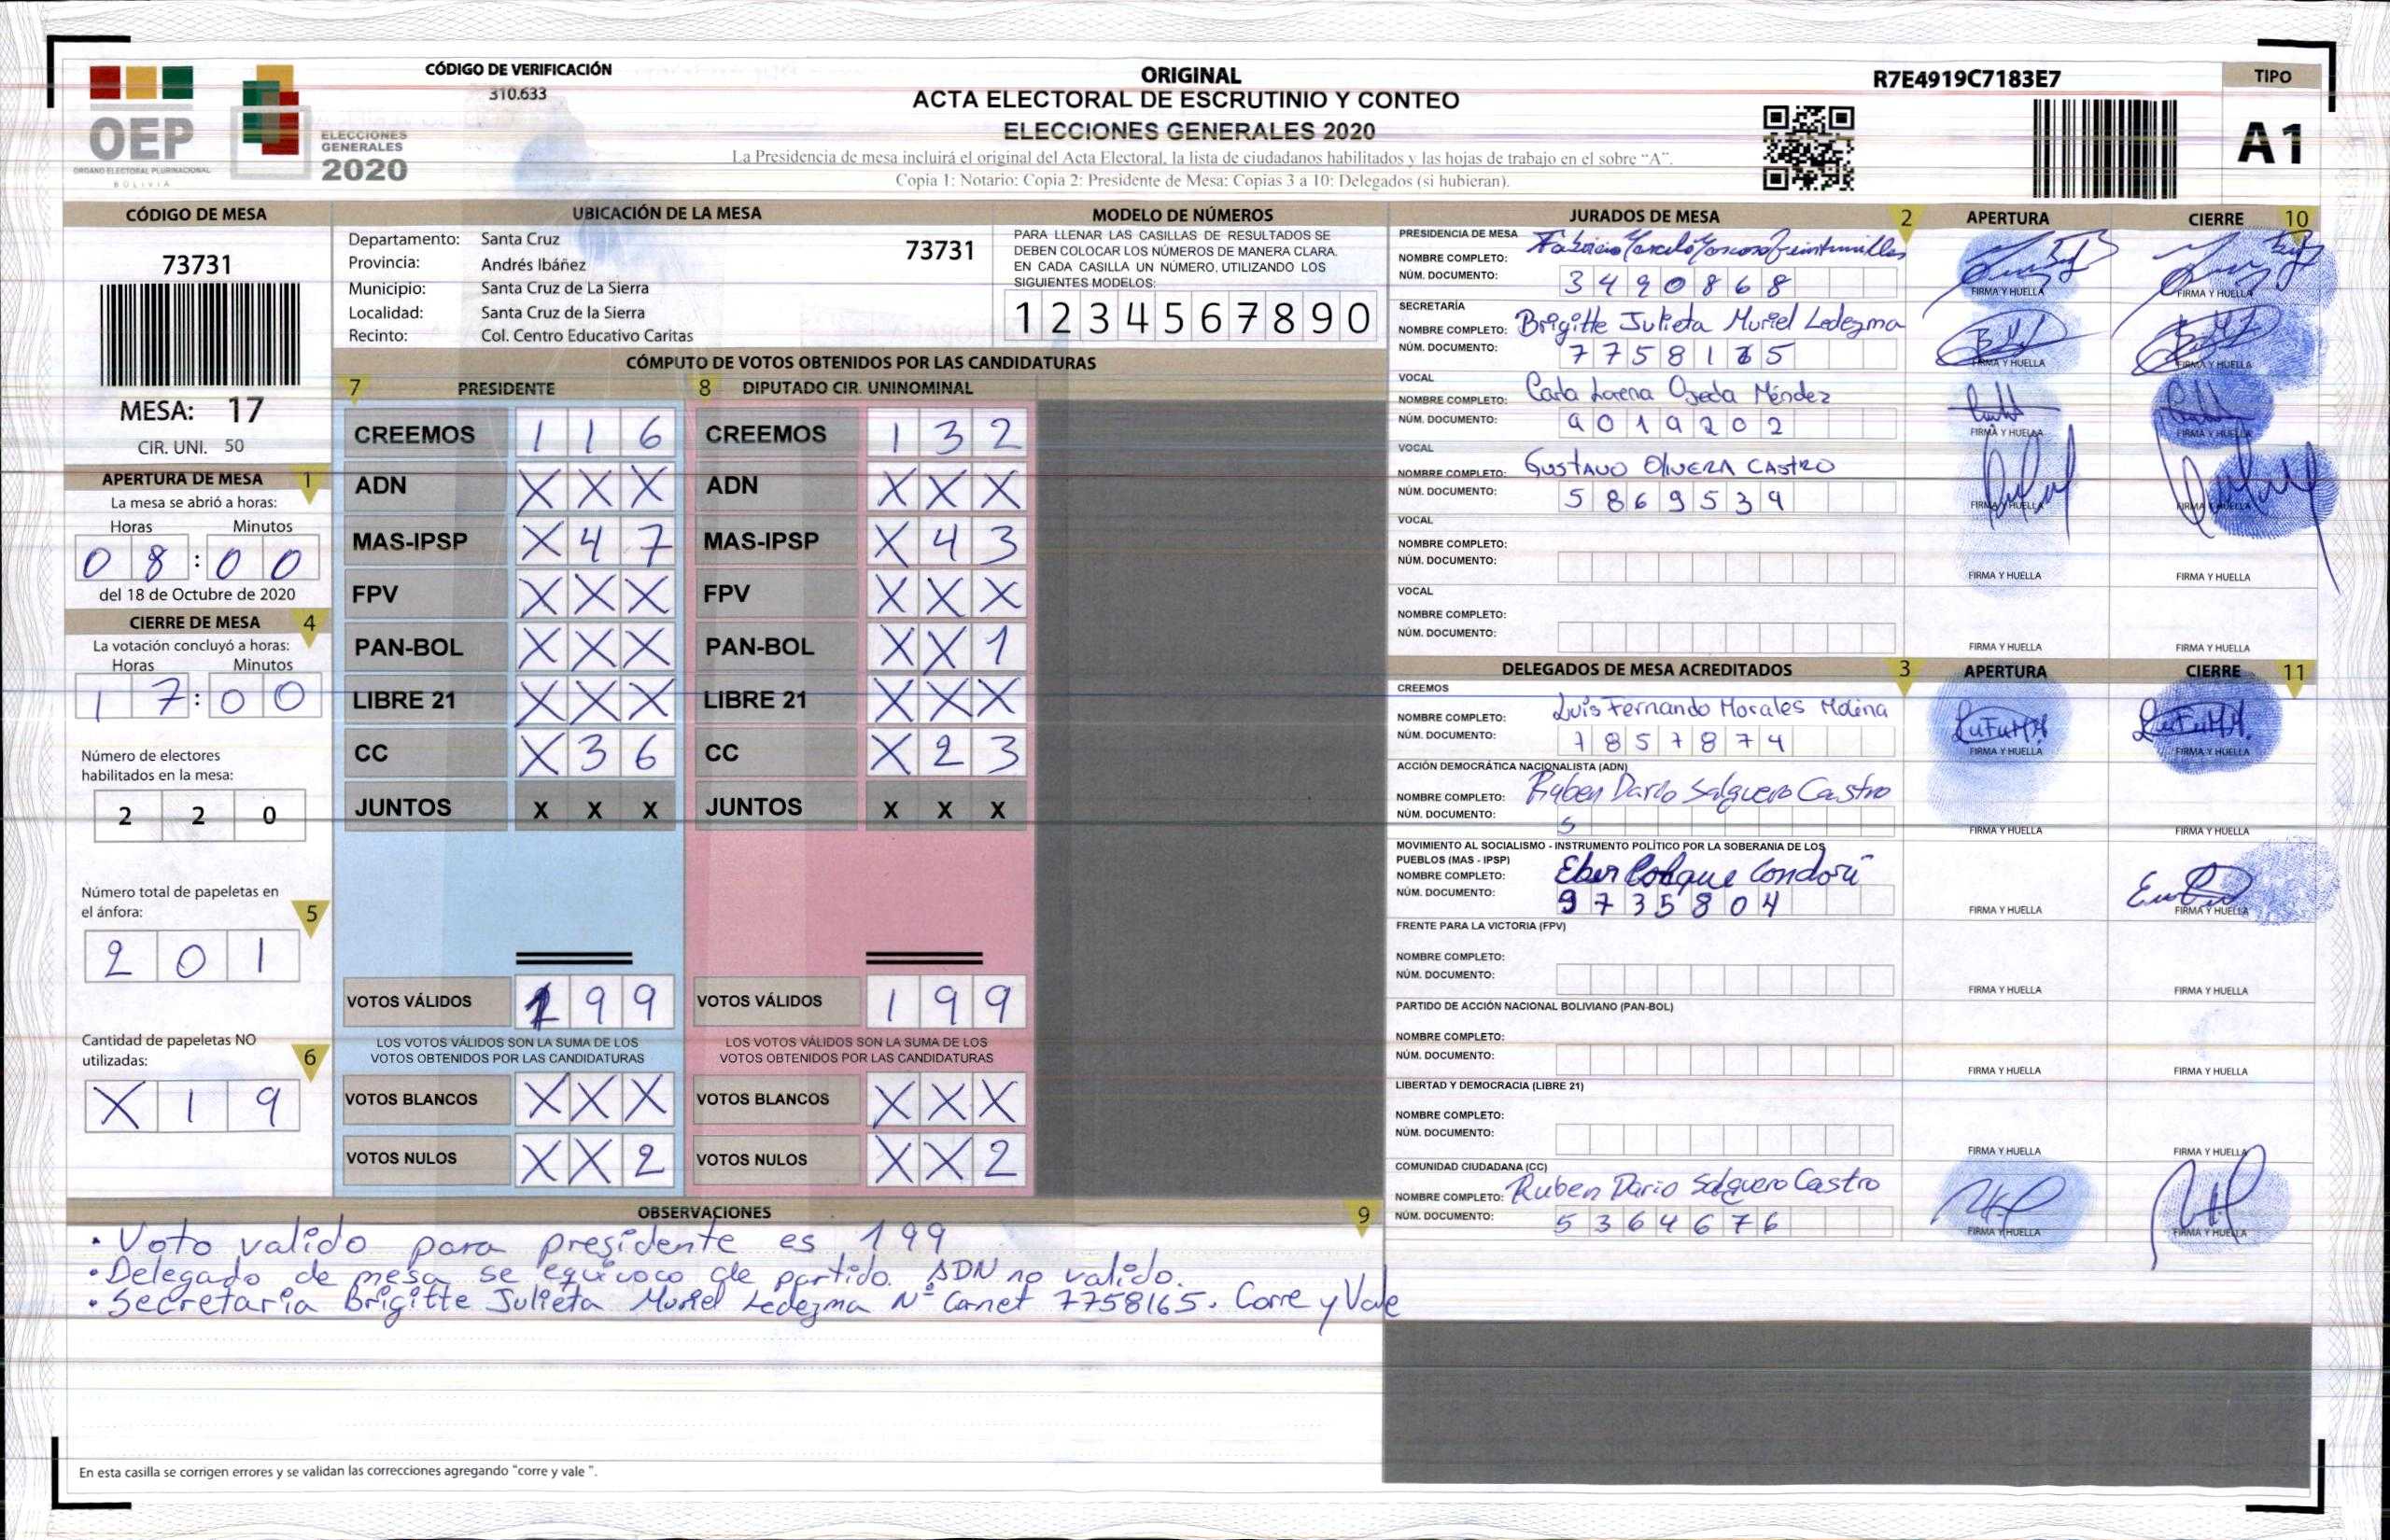 CÓDIGO DE VERIFICACIÓN
310.633
OEP
ÓRGANO ELECTORAL PLURINACIONAL
BOLIVIA
ELECCIONES
GENERALES
2020
ORIGINAL
ACTA ELECTORAL DE ESCRUTINIO Y CONTEO
ELECCIONES GENERALES 2020
La Presidencia de mesa incluirá el original del Acta Electoral, la lista de ciudadanos habilitados y las hojas de trabajo en el sobre “A”.
Copia 1: Notario: Copia 2: Presidente de Mesa: Copias 3 a 10: Delegados (si hubieran).
R7E4919C7183E7
TIPO
A1
CÓDIGO DE MESA
73731
MESA: 17
CIR. UNI. 50
APERTURA DE MESA 1
La mesa se abrió a horas:
Horas Minutos
0 8 : 0 0
del 18 de Octubre de 2020
CIERRE DE MESA 4
La votación concluyó a horas:
Horas Minutos
1 7 : 0 0
Número de electores
habilitados en la mesa:
2 2 0
Número total de papeletas en
el ánfora: 5
2 0 1
Cantidad de papeletas NO
utilizadas: 6
X 1 9
UBICACIÓN DE LA MESA
Departamento: Santa Cruz 73731
Provincia: Andrés Ibáñez
Municipio: Santa Cruz de La Sierra
Localidad: Santa Cruz de la Sierra
Recinto: Col. Centro Educativo Caritas
MODELO DE NÚMEROS
PARA LLENAR LAS CASILLAS DE RESULTADOS SE
DEBEN COLOCAR LOS NÚMEROS DE MANERA CLARA.
EN CADA CASILLA UN NÚMERO, UTILIZANDO LOS
SIGUIENTES MODELOS:
1 2 3 4 5 6 7 8 9 0
CÓMPUTO DE VOTOS OBTENIDOS POR LAS CANDIDATURAS
7 PRESIDENTE 8 DIPUTADO CIR. UNINOMINAL
CREEMOS 1 1 6 CREEMOS 1 3 2
ADN X X X ADN X X X
MAS-IPSP X 4 7 MAS-IPSP X 4 3
FPV X X X FPV X X X
PAN-BOL X X X PAN-BOL X X 1
LIBRE 21 X X X LIBRE 21 X X X
CC X 3 6 CC X 2 3
JUNTOS X X X JUNTOS X X X
VOTOS VÁLIDOS 1 9 9 VOTOS VÁLIDOS 1 9 9
LOS VOTOS VÁLIDOS SON LA SUMA DE LOS LOS VOTOS VÁLIDOS SON LA SUMA DE LOS
VOTOS OBTENIDOS POR LAS CANDIDATURAS VOTOS OBTENIDOS POR LAS CANDIDATURAS
VOTOS BLANCOS X X X VOTOS BLANCOS X X X
VOTOS NULOS X X 2 VOTOS NULOS X X 2
JURADOS DE MESA 2 APERTURA CIERRE 10
PRESIDENCIA DE MESA
NOMBRE COMPLETO:
NÚM. DOCUMENTO: 3 4 9 0 8 6 8
FIRMA Y HUELLA FIRMA Y HUELLA
SECRETARÍA
NOMBRE COMPLETO: Brigitte Julieta Muriel Ledezma
NÚM. DOCUMENTO: 7 7 5 8 1 5
FIRMA Y HUELLA FIRMA Y HUELLA
VOCAL
NOMBRE COMPLETO: Carla Lorena Ojeda Méndez
NÚM. DOCUMENTO: 9 0 1 9 2 0 2
FIRMA Y HUELLA FIRMA Y HUELLA
VOCAL
NOMBRE COMPLETO: GUSTAVO OLIVERA CASTRO
NÚM. DOCUMENTO: 5 8 6 9 5 3 9
FIRMA Y HUELLA FIRMA Y HUELLA
VOCAL
NOMBRE COMPLETO:
NÚM. DOCUMENTO:
FIRMA Y HUELLA FIRMA Y HUELLA
VOCAL
NOMBRE COMPLETO:
NÚM. DOCUMENTO:
FIRMA Y HUELLA FIRMA Y HUELLA
DELEGADOS DE MESA ACREDITADOS 3 APERTURA CIERRE 11
CREEMOS
NOMBRE COMPLETO: Luis Fernando Morales Molina
NÚM. DOCUMENTO: 7 8 5 7 8 7 4
FIRMA Y HUELLA FIRMA Y HUELLA
ACCIÓN DEMOCRÁTICA NACIONALISTA (ADN)
NOMBRE COMPLETO: Ruben Dario Salguero Castro
NÚM. DOCUMENTO: 5
FIRMA Y HUELLA FIRMA Y HUELLA
MOVIMIENTO AL SOCIALISMO - INSTRUMENTO POLÍTICO POR LA SOBERANIA DE LOS
PUEBLOS (MAS - IPSP)
NOMBRE COMPLETO: Eber Colque Condori
NÚM. DOCUMENTO: 9 7 3 5 8 0 4
FIRMA Y HUELLA FIRMA Y HUELLA
FRENTE PARA LA VICTORIA (FPV)
NOMBRE COMPLETO:
NÚM. DOCUMENTO:
FIRMA Y HUELLA FIRMA Y HUELLA
PARTIDO DE ACCIÓN NACIONAL BOLIVIANO (PAN-BOL)
NOMBRE COMPLETO:
NÚM. DOCUMENTO:
FIRMA Y HUELLA FIRMA Y HUELLA
LIBERTAD Y DEMOCRACIA (LIBRE 21)
NOMBRE COMPLETO:
NÚM. DOCUMENTO:
FIRMA Y HUELLA FIRMA Y HUELLA
COMUNIDAD CIUDADANA (CC)
NOMBRE COMPLETO: Ruben Dario Salguero Castro
NÚM. DOCUMENTO: 5 3 6 4 6 7 6
FIRMA Y HUELLA FIRMA Y HUELLA
OBSERVACIONES 9
• Voto valido para presidente es 199
• Delegado de mesa se equivoco de partido. ADN no valido.
• Secretaria Brigitte Julieta Muriel Ledezma Nº Carnet 7758165. Corre y Vale
En esta casilla se corrigen errores y se validan las correcciones agregando "corre y vale ".